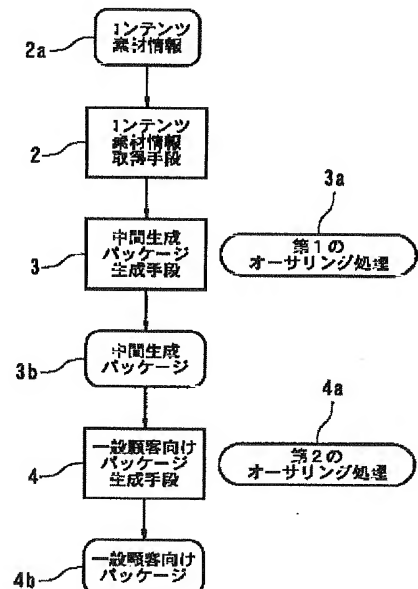 コンテンツ
素材情報
2a
コンテンツ
素材情報
取得手段
2
3a
中間生成
パッケージ
生成手段
3
第1の
オーサリング処理
中間生成
パッケージ
3b
4a
一般顧客向け
パッケージ
生成手段
4
第2の
オーサリング処理
一般顧客向け
パッケージ
4b